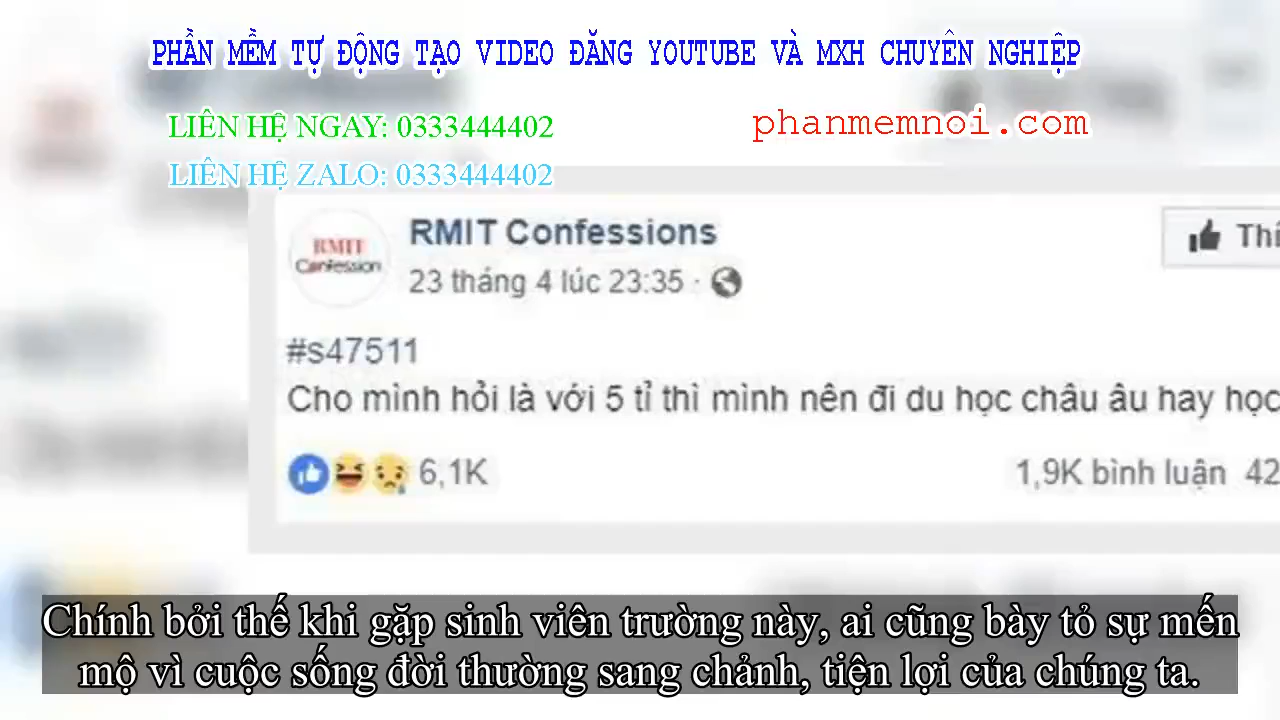 PHẦN MỀM TỰ ĐỘNG TẠO VIDEO ĐĂNG YOUTUBE VÀ MXH CHUYÊN NGHIỆP
LIÊN HỆ NGAY: 0333444402
phanmemnoi.com
LIÊN HỆ ZALO: 0333444402
RMIT Confession
RMIT Confessions
23 tháng 4 lúc 23:35 ·
Thí
#s47511
Cho mình hỏi là với 5 tỉ thì mình nên đi du học châu âu hay học
6,1K
1,9K bình luận 42
Chính bởi thế khi gặp sinh viên trường này, ai cũng bày tỏ sự mến
mộ vì cuộc sống đời thường sang chảnh, tiện lợi của chúng ta.